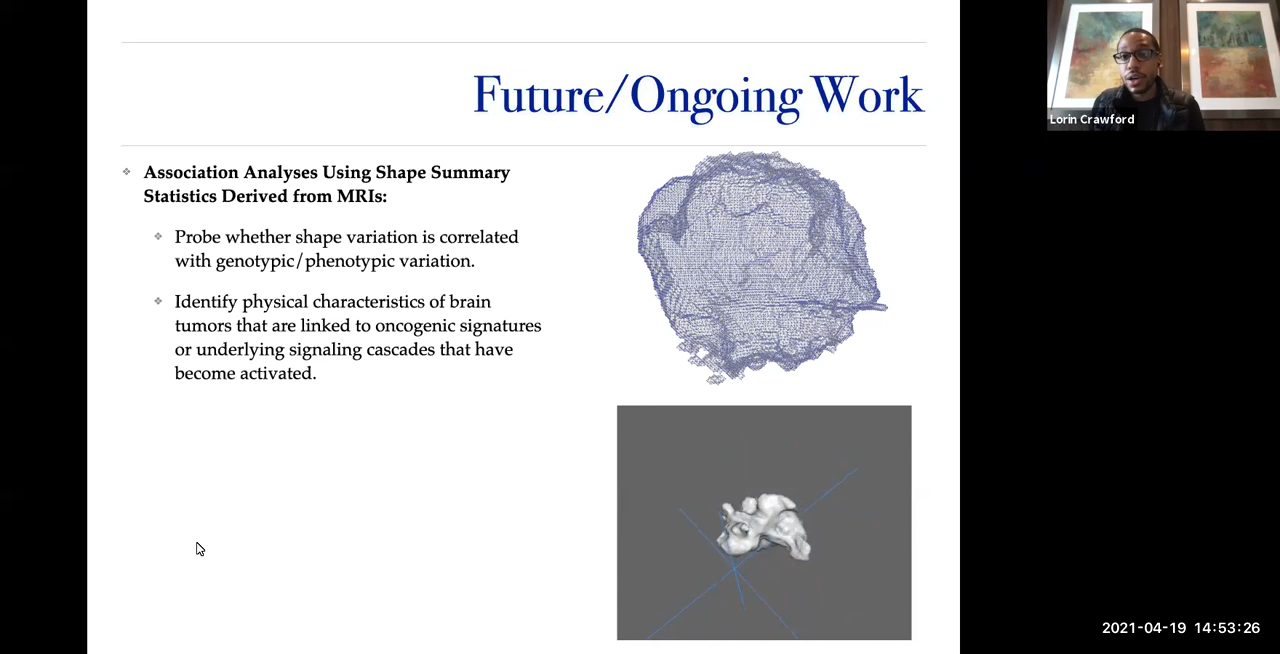 Future/Ongoing Work
Association Analyses Using Shape Summary
Statistics Derived from MRIs:
Probe whether shape variation is correlated
with genotypic/phenotypic variation.
Identify physical characteristics of brain
tumors that are linked to oncogenic signatures
or underlying signaling cascades that have
become activated.
Lorin Crawford
2021-04-19 14:53:26